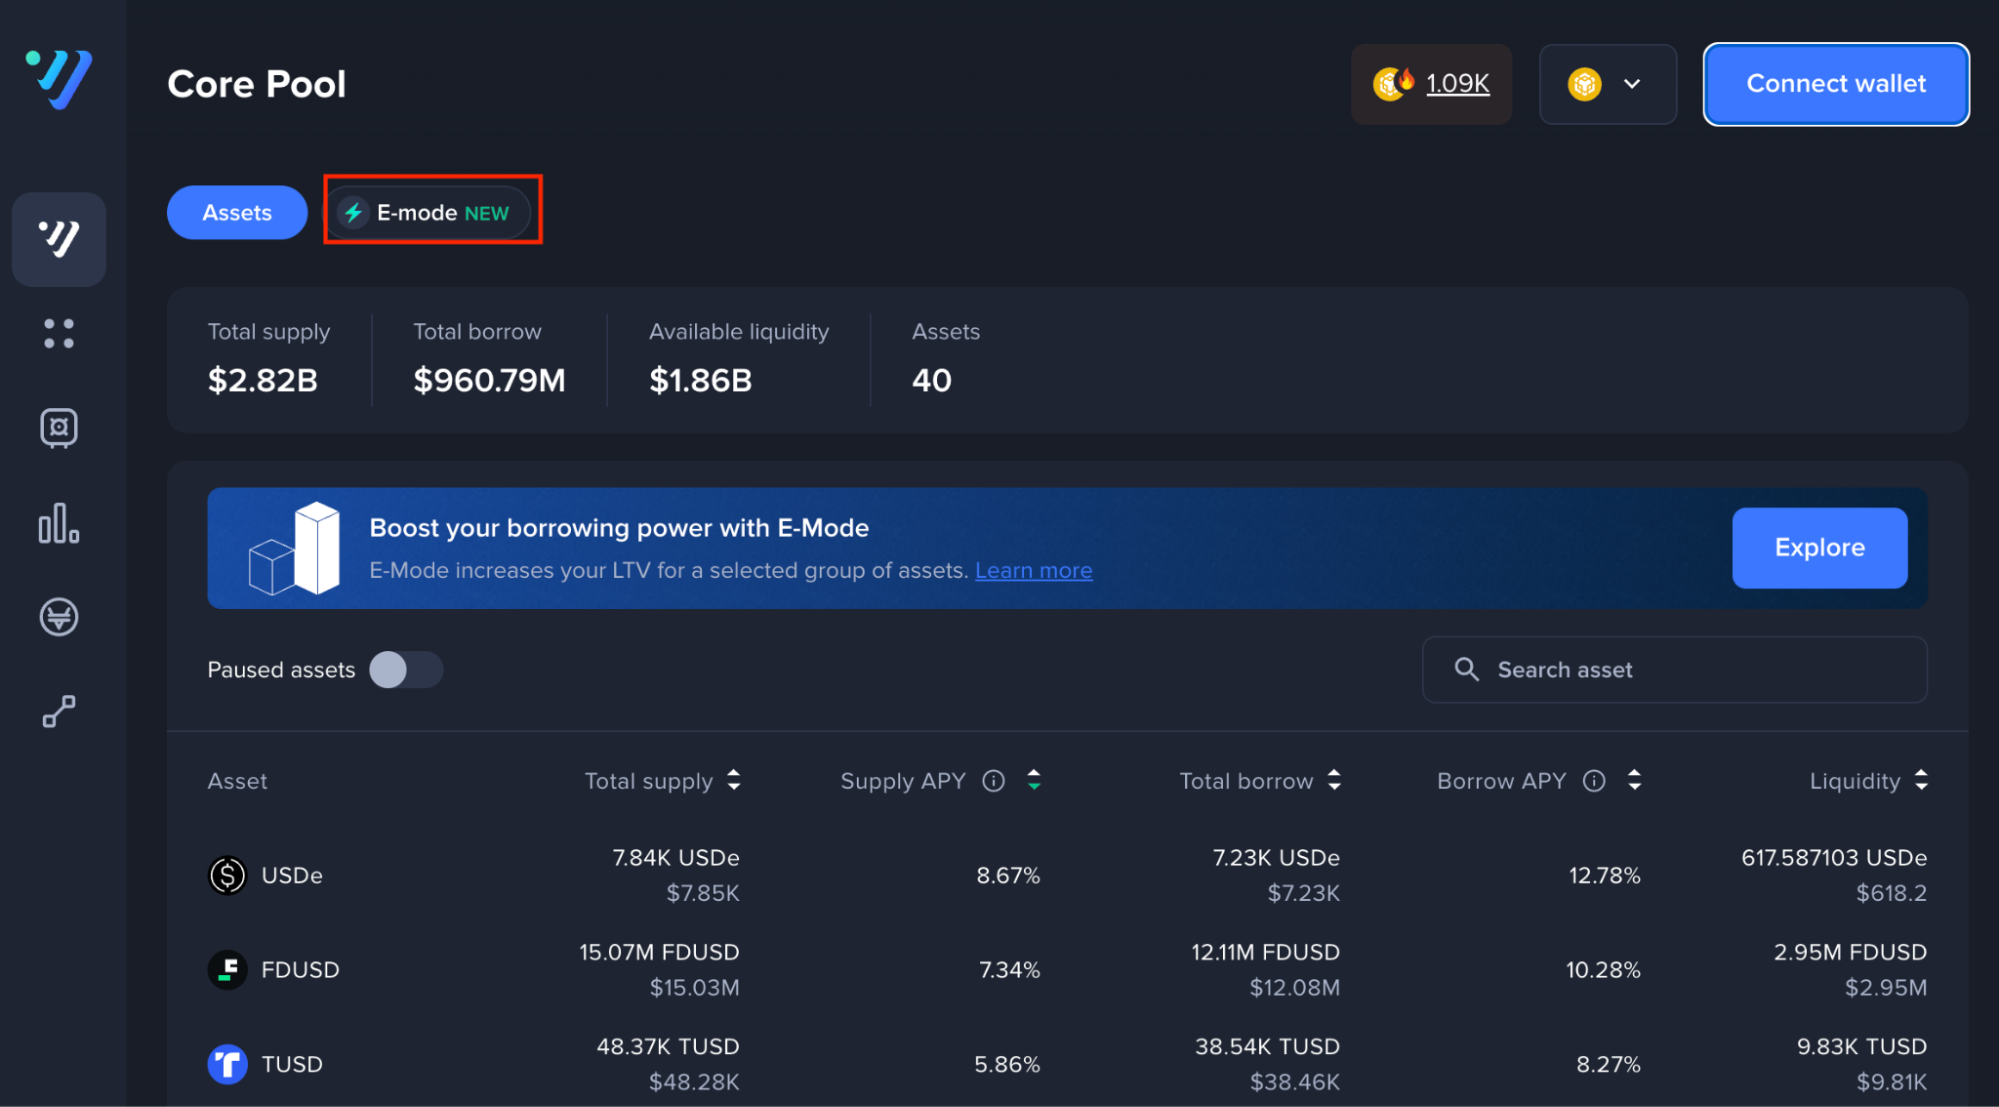 Core Pool
1.09K
Connect wallet
Assets
E-mode NEW
Total supply Total borrow Available liquidity Assets
$2.82B $960.79M $1.86B 40
Boost your borrowing power with E-Mode
E-Mode increases your LTV for a selected group of assets. Learn more
Explore
Paused assets
Search asset
Asset Total supply Supply APY Total borrow Borrow APY Liquidity
7.84K USDe 7.23K USDe 617.587103 USDe
USDe 8.67% 12.78%
$7.85K $7.23K $618.2
15.07M FDUSD 12.11M FDUSD 2.95M FDUSD
FDUSD 7.34% 10.28%
$15.03M $12.08M $2.95M
48.37K TUSD 38.54K TUSD 9.83K TUSD
TUSD 5.86% 8.27%
$48.28K $38.46K $9.81K